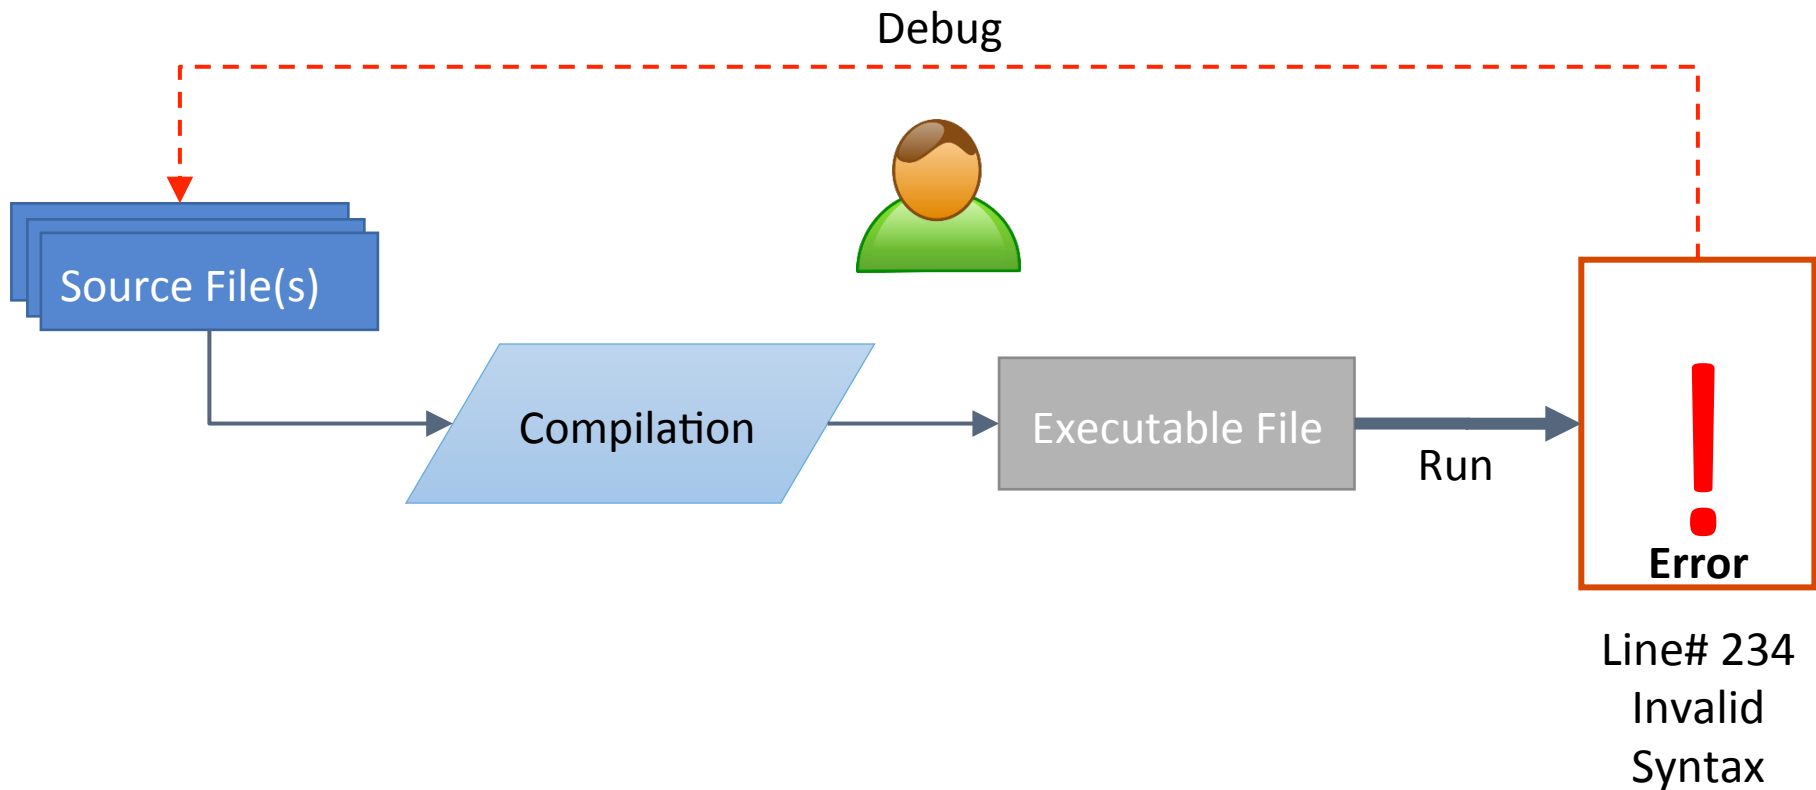 Debug
Source File(s)
Compilation
Executable File
Run
!
Error
Line# 234
Invalid
Syntax